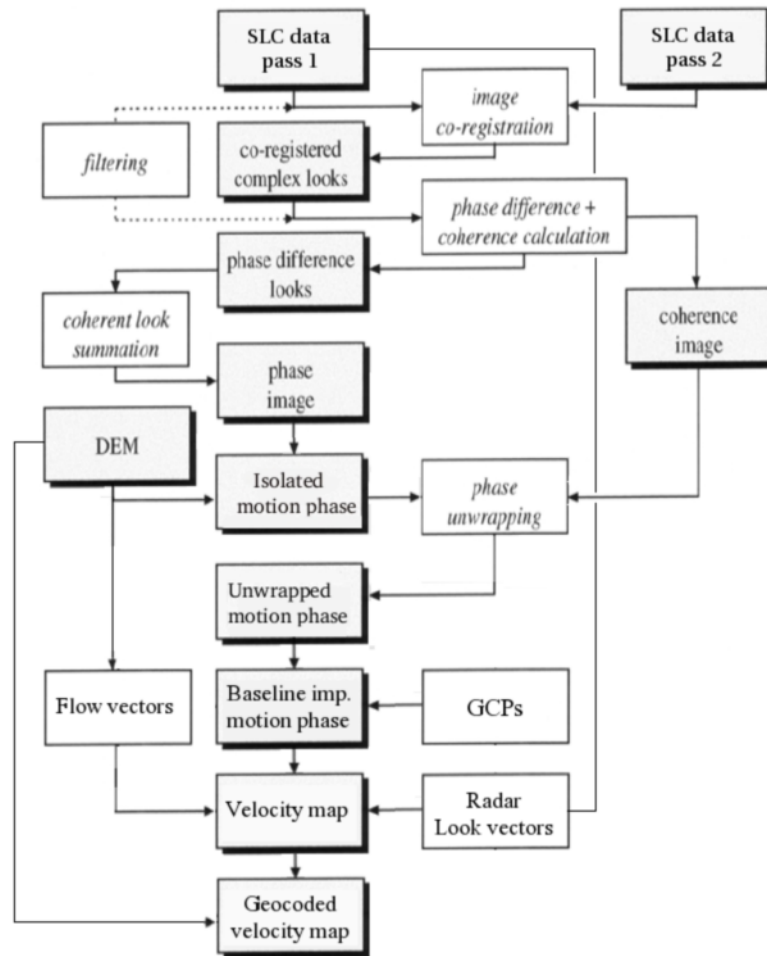 SLC data
pass 1
SLC data
pass 2
image
co-registration
filtering
co-registered
complex looks
phase difference +
coherence calculation
phase difference
looks
coherent look
summation
coherence
image
phase
image
DEM
Isolated
motion phase
phase
unwrapping
Unwrapped
motion phase
Flow vectors
Baseline imp.
motion phase
GCPs
Velocity map
Radar
Look vectors
Geocoded
velocity map